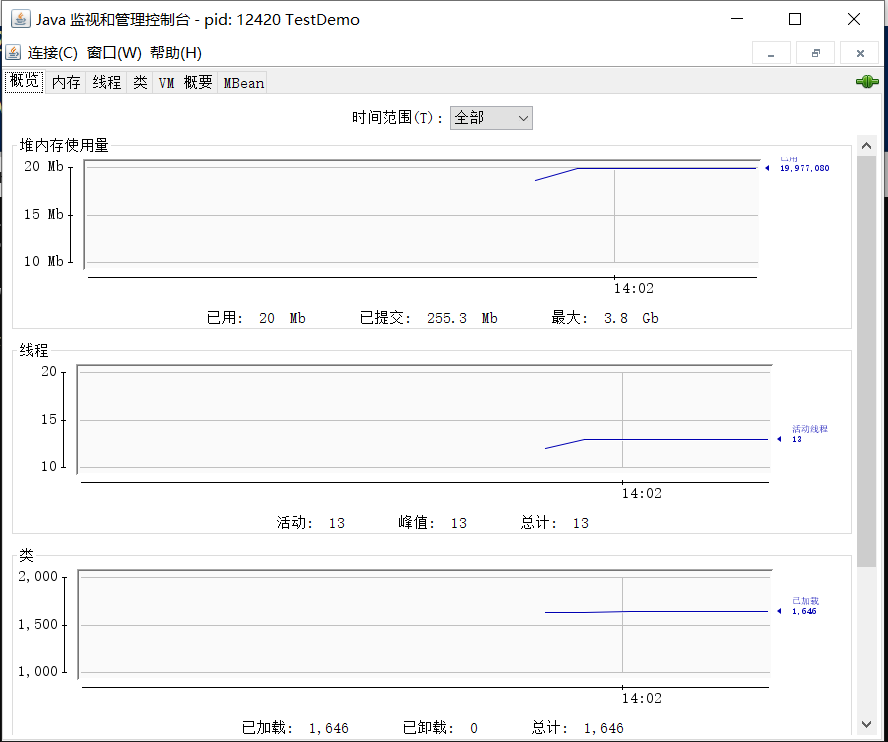 Java 监视和管理控制台 - pid: 12420 TestDemo
连接(C) 窗口(W) 帮助(H)
概览 内存 线程 类 VM 概要 MBean
时间范围(T): 全部
堆内存使用量
20 Mb
15 Mb
10 Mb
已用
19,977,080
14:02
已用: 20 Mb 已提交: 255.3 Mb 最大: 3.8 Gb
线程
20
15
10
活动线程
13
14:02
活动: 13 峰值: 13 总计: 13
类
2,000
1,500
1,000
已加载
1,646
14:02
已加载: 1,646 已卸载: 0 总计: 1,646